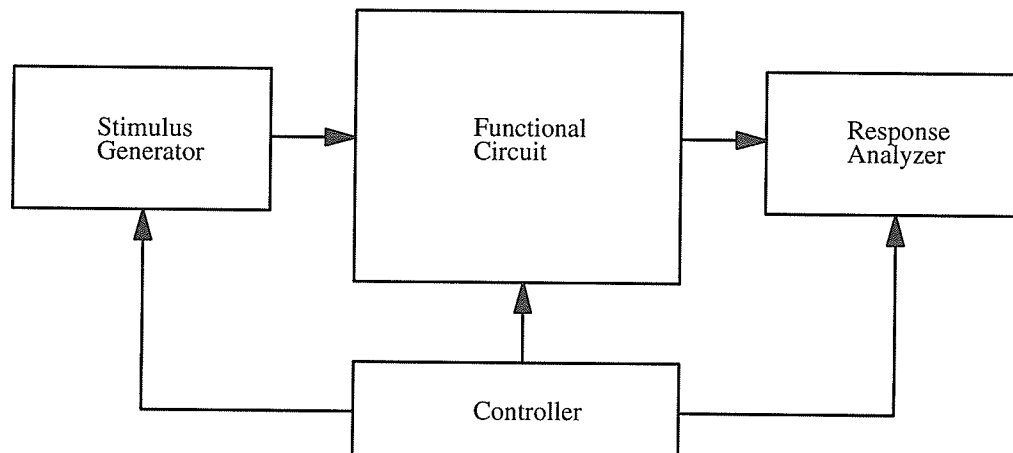 Stimulus
Generator
Functional
Circuit
Response
Analyzer
Controller